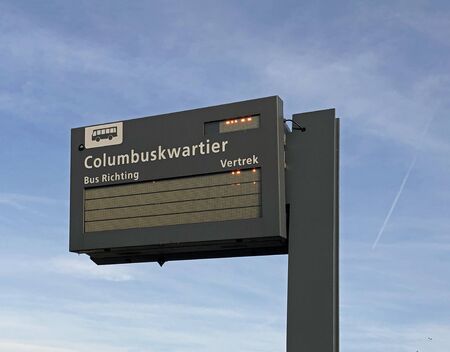 Columbuskwartier
Bus Richting Vertrek